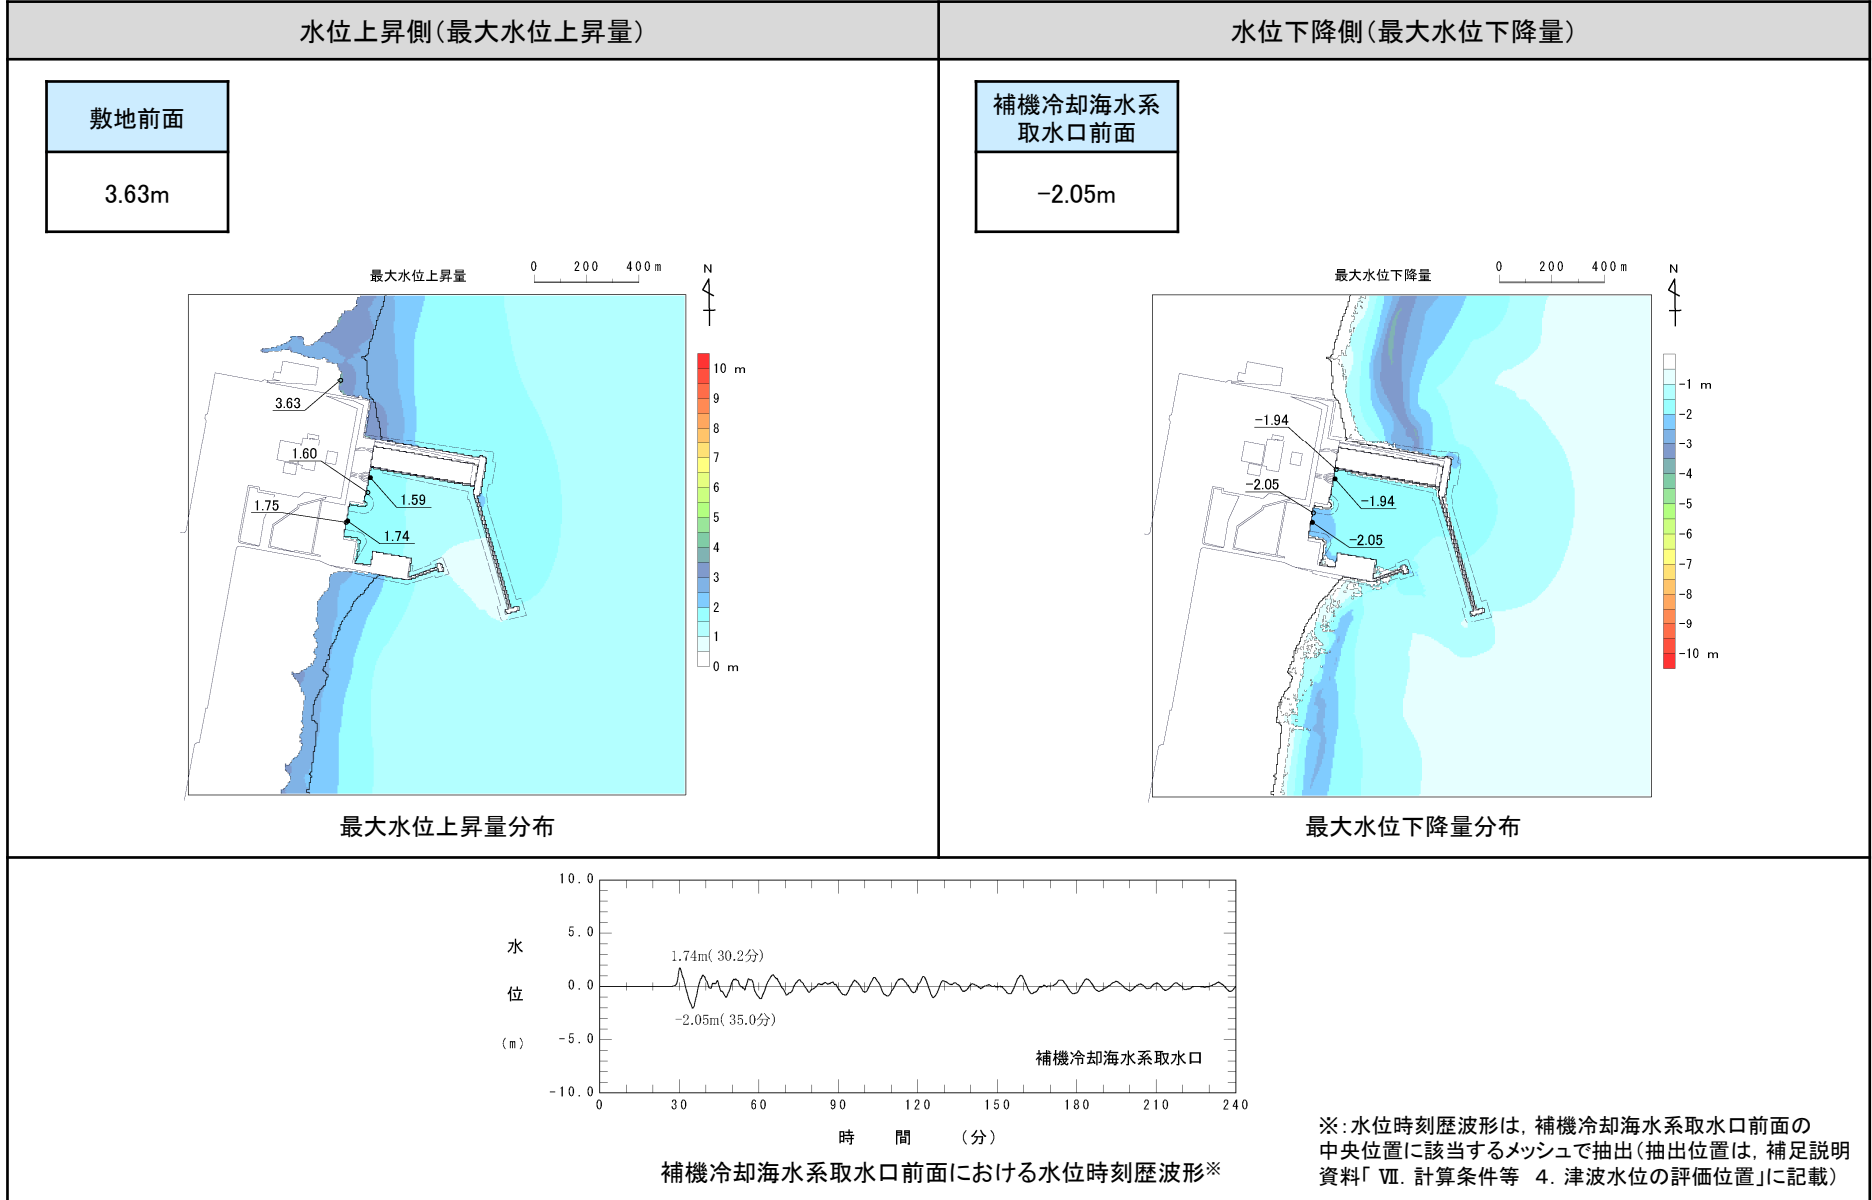 水位上昇側(最大水位上昇量)
敷地前面
3.63m
最大水位上昇量
0 200 400m
N
3.63
1.60
1.59
1.75
1.74
10 m
9
8
7
6
5
4
3
2
1
0 m
最大水位上昇量分布
水位下降側(最大水位下降量)
補機冷却海水系
取水口前面
-2.05m
最大水位下降量
0 200 400m
N
-1.94
-2.05
-1.94
-2.05
-1 m
-2
-3
-4
-5
-6
-7
-8
-9
-10 m
最大水位下降量分布
水位(m)
10.0
5.0
0.0
-5.0
-10.0
1.74m( 30.2分)
-2.05m( 35.0分)
補機冷却海水系取水口
0 30 60 90 120 150 180 210 240
時 間 (分)
補機冷却海水系取水口前面における水位時刻歴波形※
※:水位時刻歴波形は, 補機冷却海水系取水口前面の
中央位置に該当するメッシュで抽出(抽出位置は, 補足説明
資料「 Ⅶ. 計算条件等 4. 津波水位の評価位置」に記載)